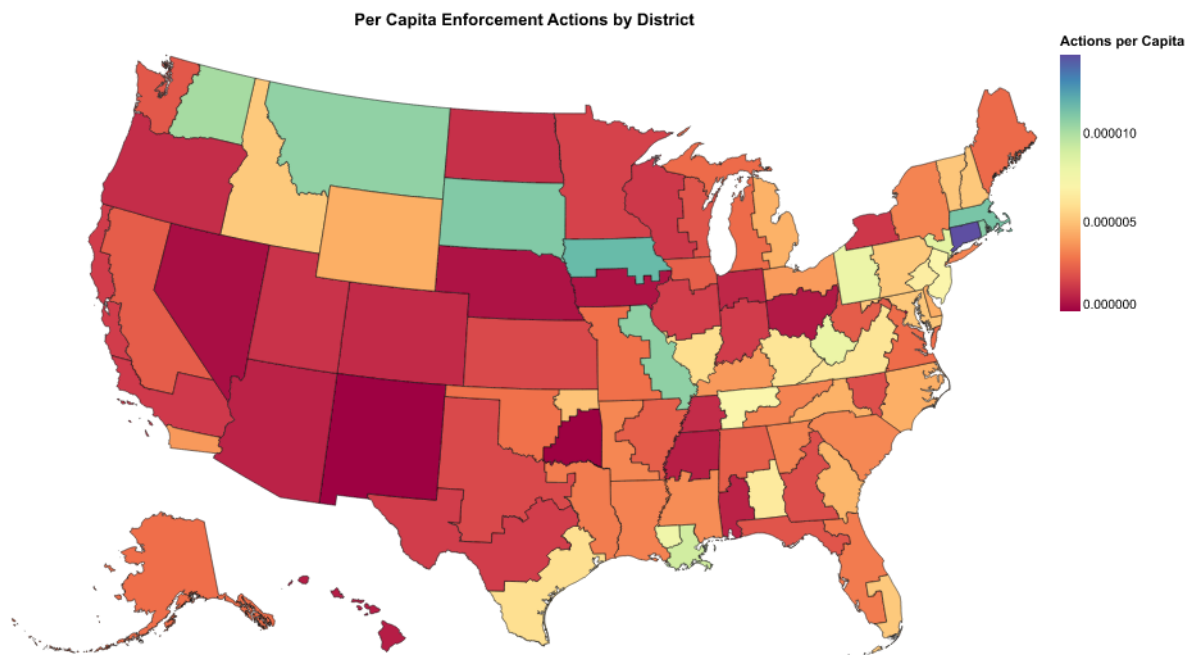 Per Capita Enforcement Actions by District
Actions per Capita
0.000010
0.000005
0.000000